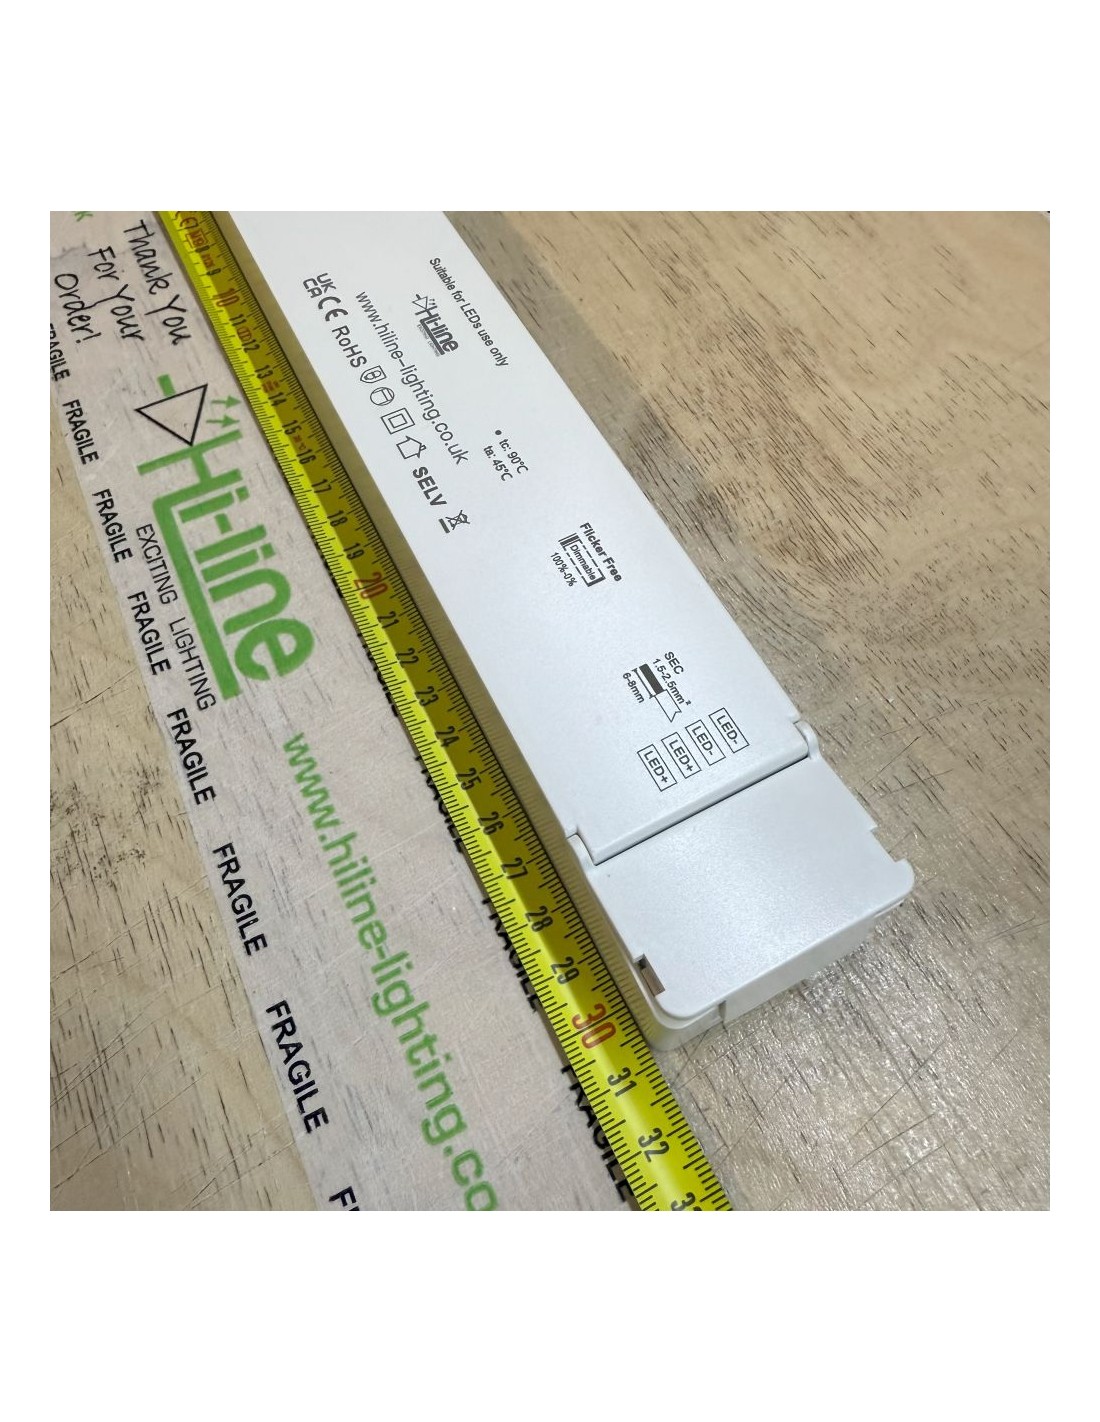 Thank You
For Your
Order!
Hi-line
EXCITING LIGHTING
www.hiline-lighting.co
FRAGILE
FRAGILE
FRAGILE
FRAGILE
FRAGILE
FRAGILE
FRAGILE
9
10
11
12
13
14
15
16
17
18
19
20
21
22
23
24
25
26
27
28
29
30
31
32
Suitable for LEDs use only
Hi-line
www.hiline-lighting.co.uk
UK
CA CE RoHS SELV
tc: 90℃
ta: 45℃
Flicker Free
Dimmable
100%-0%
SEC
1.5-2.5mm²
6-8mm
LED-
LED-
LED+
LED+